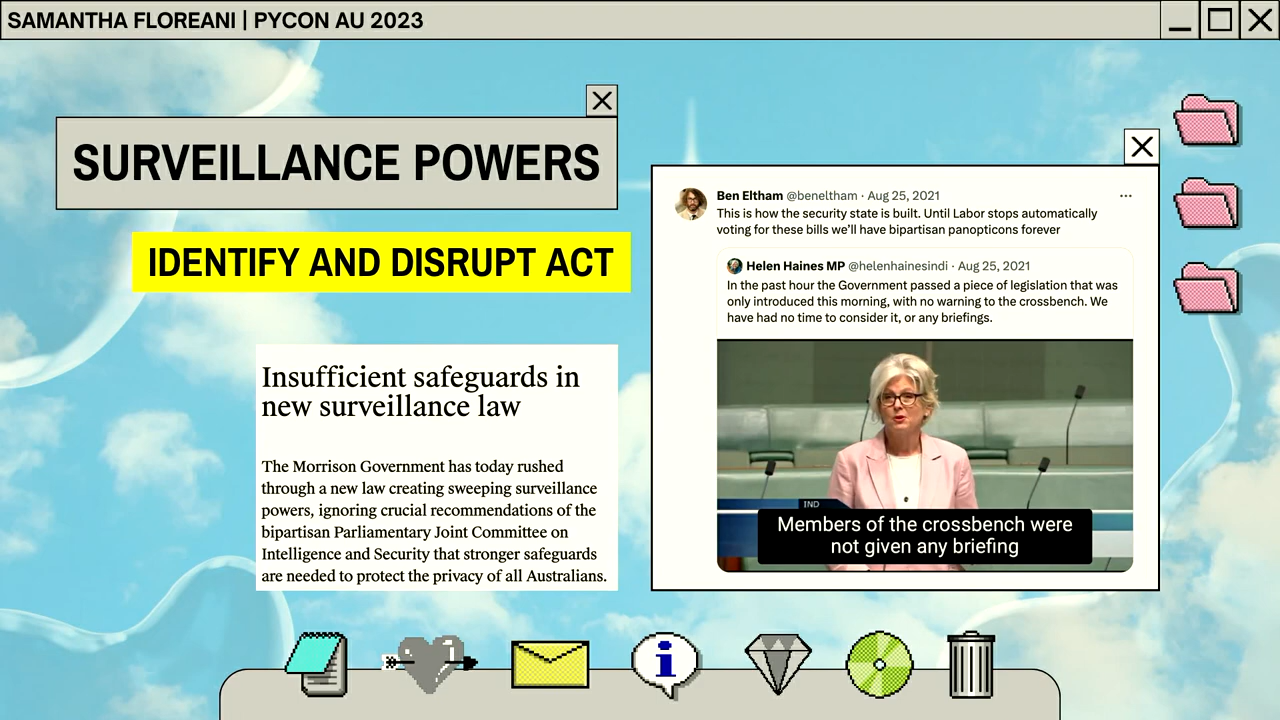 SAMANTHA FLOREANI | PYCON AU 2023
SURVEILLANCE POWERS
IDENTIFY AND DISRUPT ACT
Insufficient safeguards in
new surveillance law
The Morrison Government has today rushed
through a new law creating sweeping surveillance
powers, ignoring crucial recommendations of the
bipartisan Parliamentary Joint Committee on
Intelligence and Security that stronger safeguards
are needed to protect the privacy of all Australians.
Ben Eltham @beneltham · Aug 25, 2021
This is how the security state is built. Until Labor stops automatically
voting for these bills we’ll have bipartisan panopticons forever
Helen Haines MP @helenhainesindi · Aug 25, 2021
In the past hour the Government passed a piece of legislation that was
only introduced this morning, with no warning to the crossbench. We
have had no time to consider it, or any briefings.
IND
Members of the crossbench were
not given any briefing